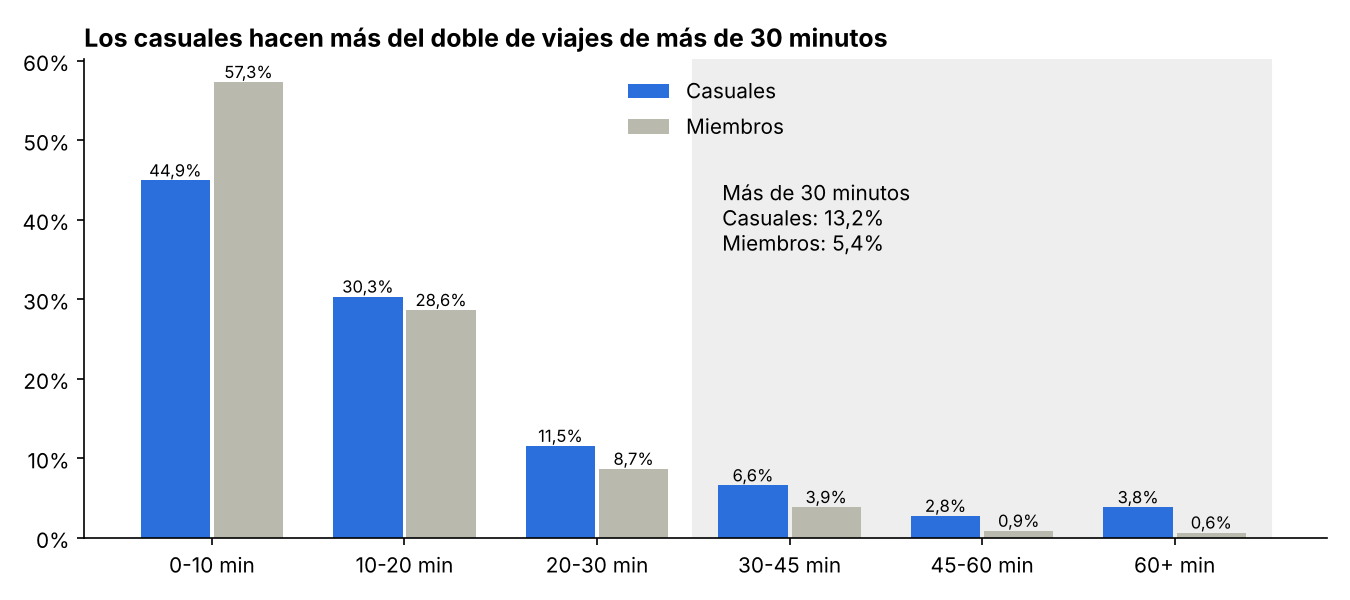 Los casuales hacen más del doble de viajes de más de 30 minutos
60%
50%
40%
30%
20%
10%
0%
Casuales
Miembros
Más de 30 minutos
Casuales: 13,2%
Miembros: 5,4%
44,9%
57,3%
30,3%
28,6%
11,5%
8,7%
6,6%
3,9%
2,8%
0,9%
3,8%
0,6%
0-10 min
10-20 min
20-30 min
30-45 min
45-60 min
60+ min